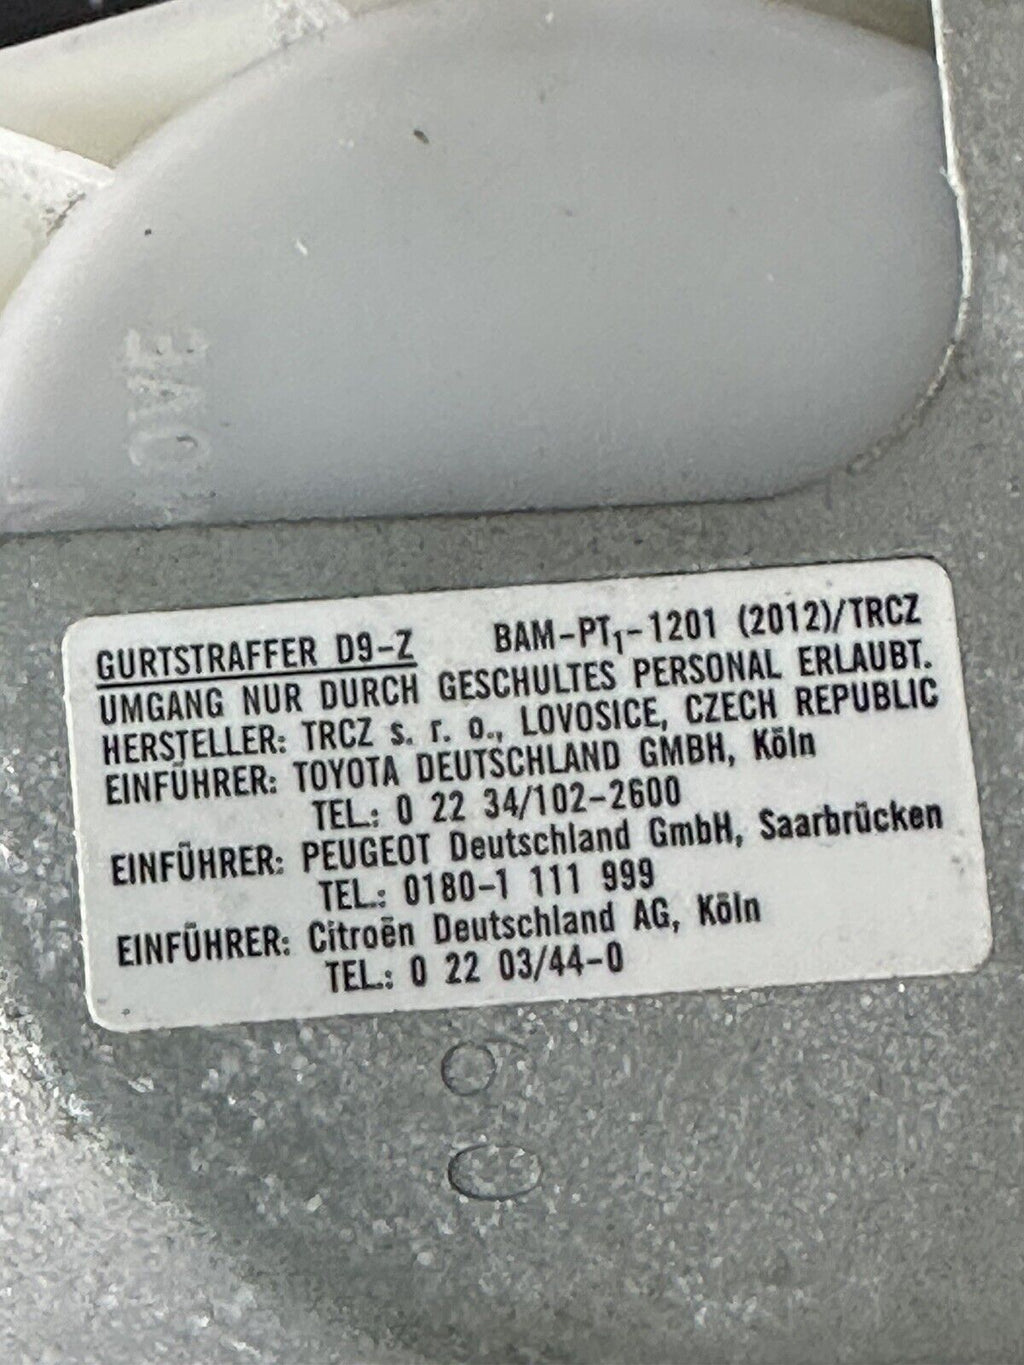 GURTSTRAFFER D9-Z BAM-PT₁-1201 (2012)/TRCZ
UMGANG NUR DURCH GESCHULTES PERSONAL ERLAUBT.
HERSTELLER: TRCZ s. r. o., LOVOSICE, CZECH REPUBLIC
EINFÜHRER: TOYOTA DEUTSCHLAND GMBH, Köln
TEL.: 0 22 34/102-2600
EINFÜHRER: PEUGEOT Deutschland GmbH, Saarbrücken
TEL.: 0180-1 111 999
EINFÜHRER: Citroën Deutschland AG, Köln
TEL.: 0 22 03/44-0